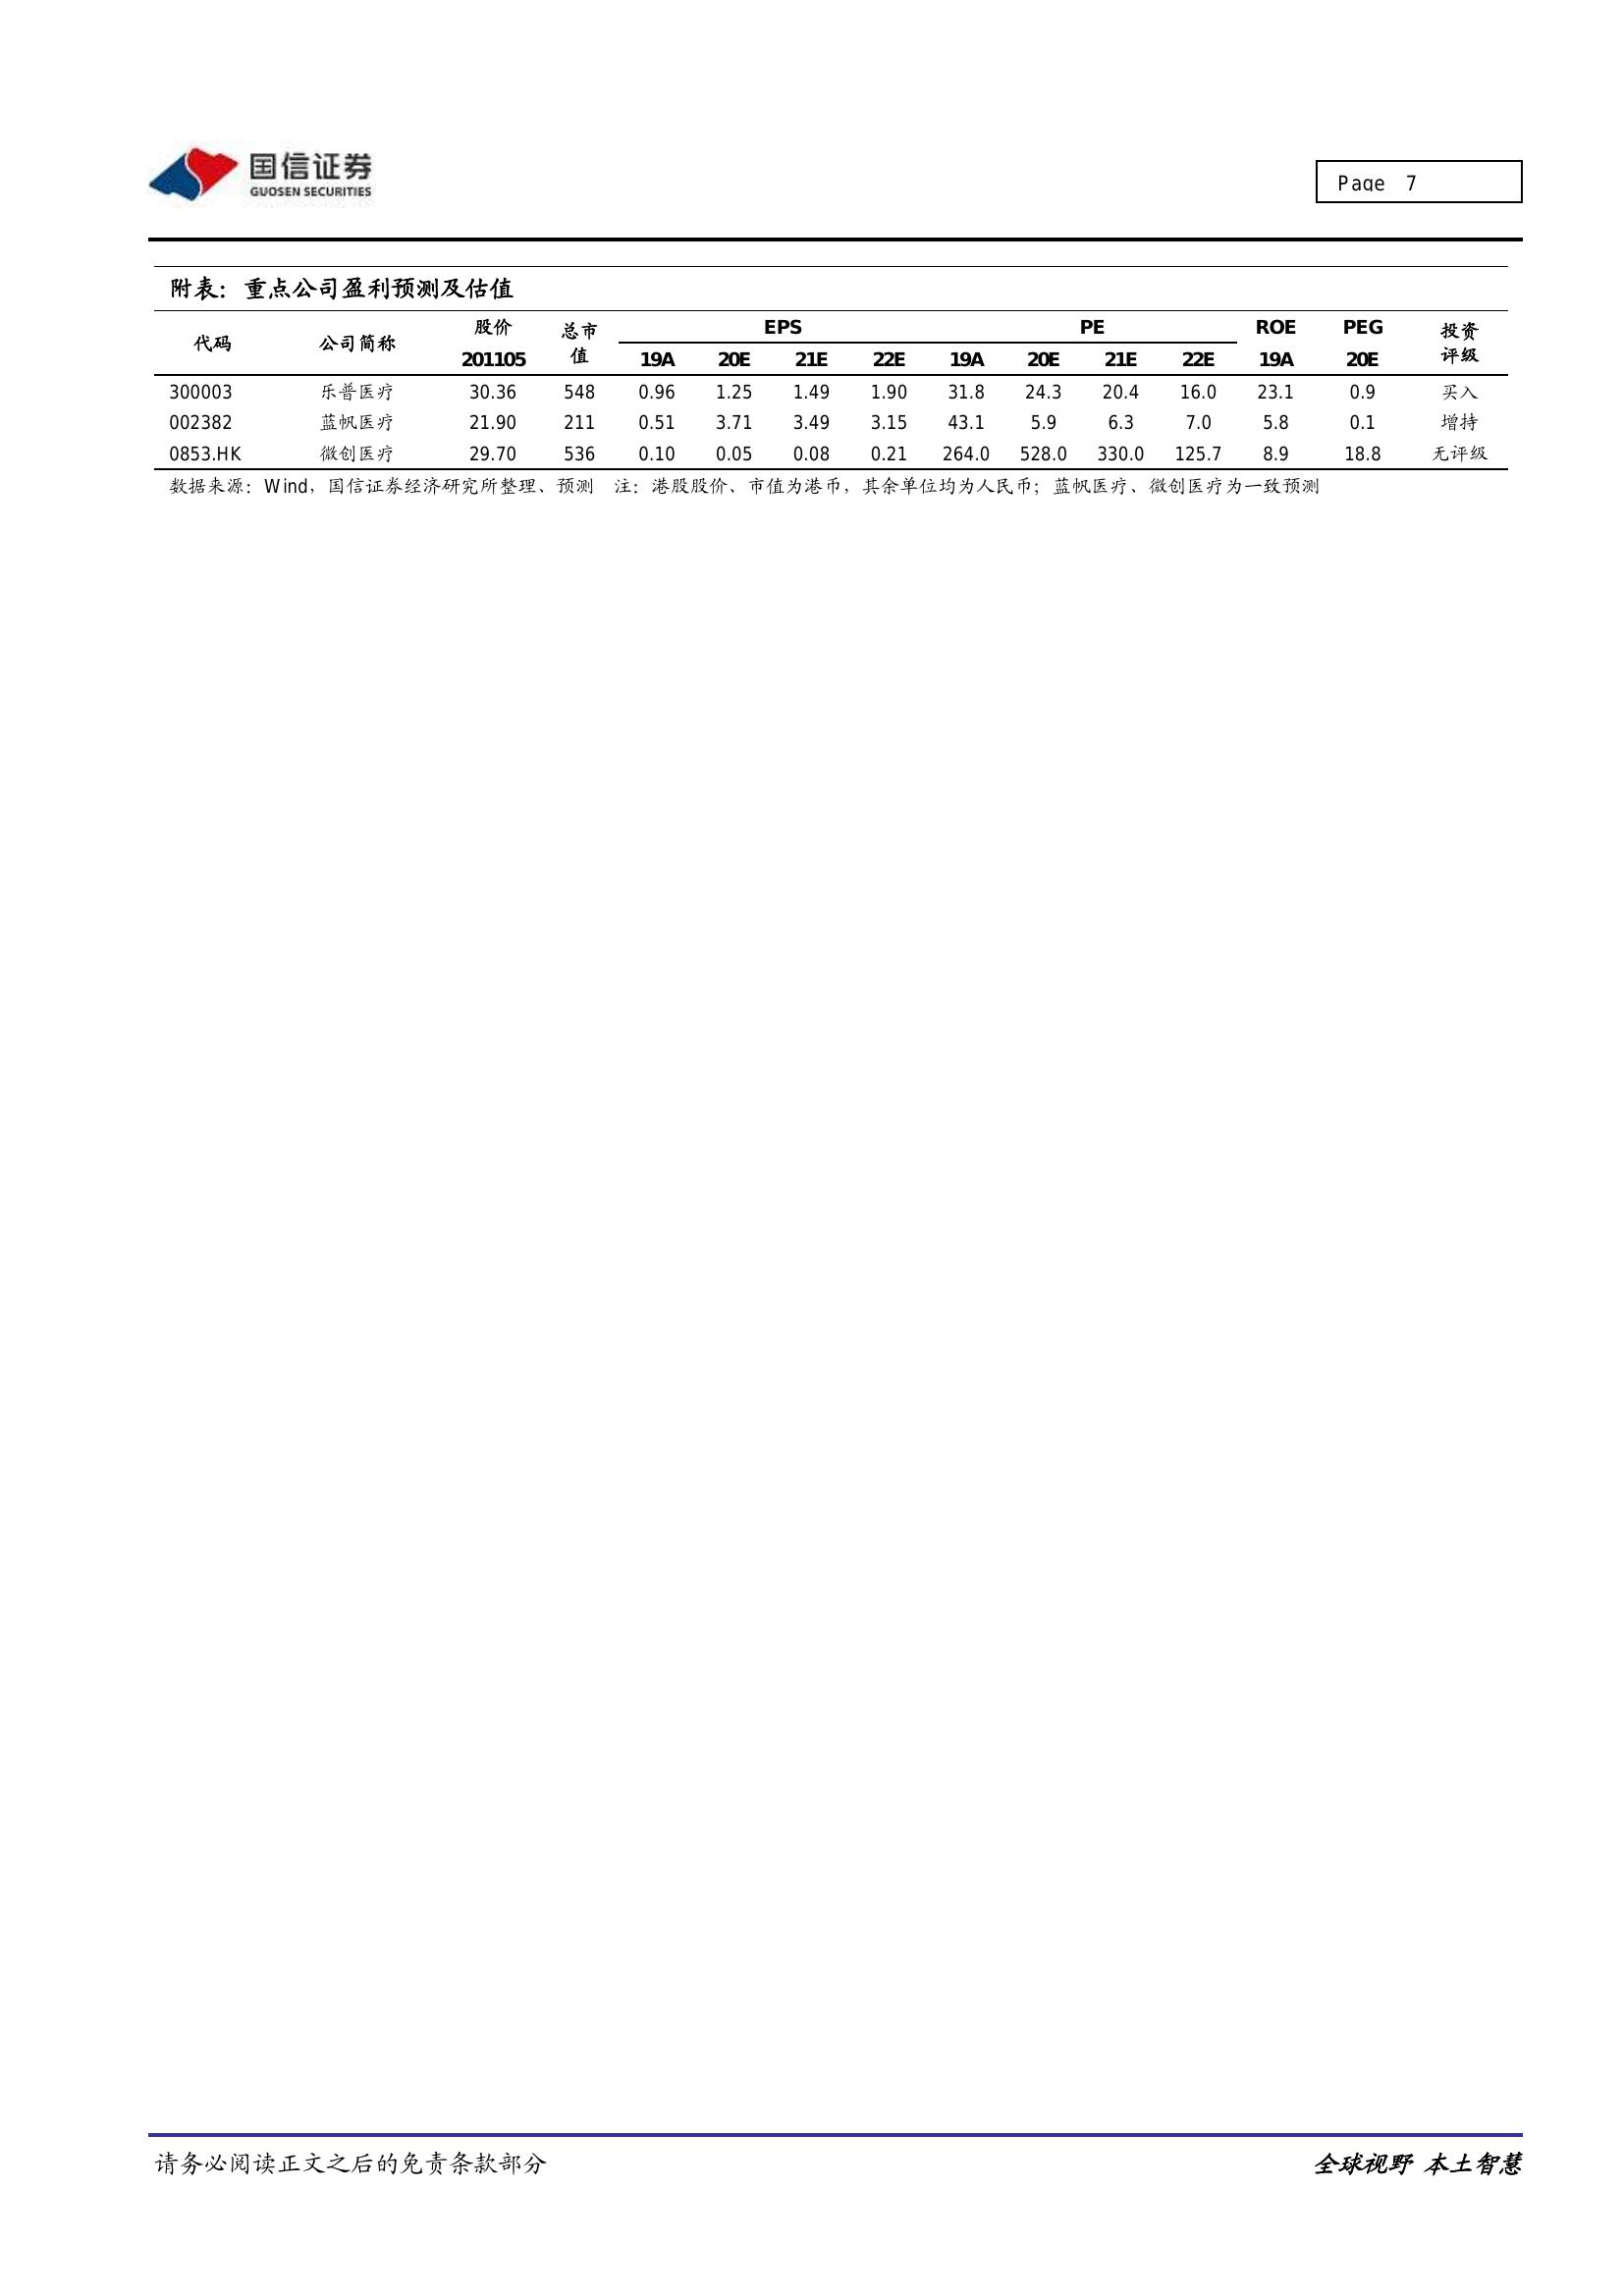 国信证券
GUOSEN SECURITIES
Page 7
附表：重点公司盈利预测及估值
代码 公司简称 股价 总市值 EPS PE ROE PEG 投资评级
201105 19A 20E 21E 22E 19A 20E 21E 22E 19A 20E
300003 乐普医疗 30.36 548 0.96 1.25 1.49 1.90 31.8 24.3 20.4 16.0 23.1 0.9 买入
002382 蓝帆医疗 21.90 211 0.51 3.71 3.49 3.15 43.1 5.9 6.3 7.0 5.8 0.1 增持
0853.HK 微创医疗 29.70 536 0.10 0.05 0.08 0.21 264.0 528.0 330.0 125.7 8.9 18.8 无评级
数据来源：Wind，国信证券经济研究所整理、预测 注：港股股价、市值为港币，其余单位均为人民币；蓝帆医疗、微创医疗为一致预测
请务必阅读正文之后的免责条款部分
全球视野 本土智慧